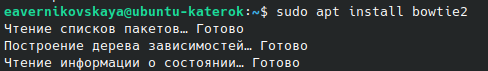 eavernikovskaya@ubuntu-katerok:~$ sudo apt install bowtie2
Чтение списков пакетов… Готово
Построение дерева зависимостей… Готово
Чтение информации о состоянии… Готово